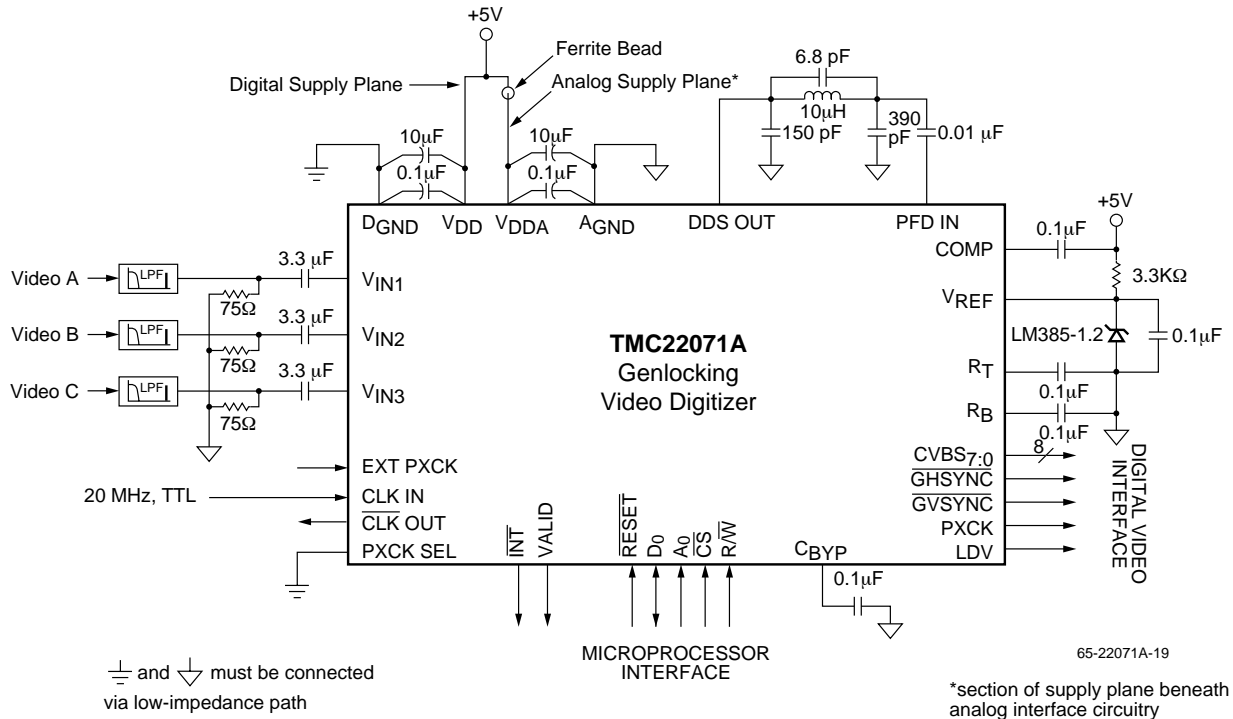 +5V
Ferrite Bead
Digital Supply Plane
Analog Supply Plane*
6.8 pF
10µH
150 pF
390 pF
0.01 µF
10µF
10µF
0.1µF
0.1µF
DGND
VDD
VDDA
AGND
DDS OUT
PFD IN
+5V
COMP
0.1µF
3.3KΩ
VREF
LM385-1.2
0.1µF
RT
0.1µF
RB
0.1µF
Video A
LPF
3.3 µF
VIN1
75Ω
Video B
LPF
3.3 µF
VIN2
75Ω
Video C
LPF
3.3 µF
VIN3
75Ω
TMC22071A
Genlocking
Video Digitizer
EXT PXCK
20 MHz, TTL
CLK IN
CLK OUT
PXCK SEL
INT
VALID
RESET
D0
A0
CS
R/W
CBYP
0.1µF
CVBS7:0
8
GHSYNC
GVSYNC
PXCK
LDV
DIGITAL VIDEO
INTERFACE
MICROPROCESSOR
INTERFACE
and
must be connected
via low-impedance path
65-22071A-19
*section of supply plane beneath
analog interface circuitry